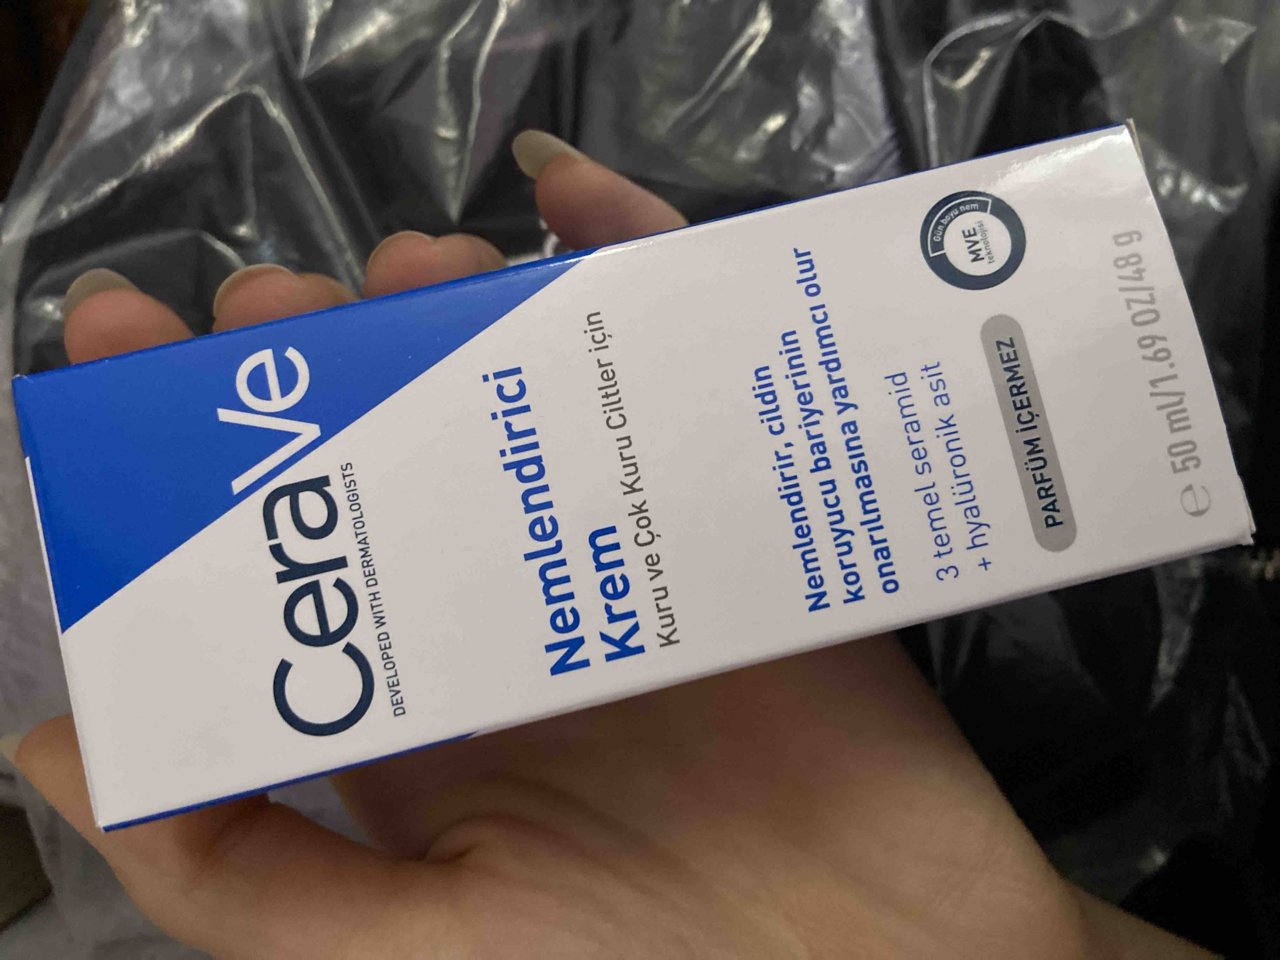 CeraVe
DEVELOPED WITH DERMATOLOGISTS
Nemlendirici
Krem
Kuru ve Çok Kuru Ciltler için
Nemlendirir, cildin
koruyucu bariyerinin
onarılmasına yardımcı olur
3 temel seramid
+ hyalüronik asit
PARFÜM İÇERMEZ
Gün boyu nem
MVE
teknolojisi
℮ 50 ml/1.69 OZ/48 g